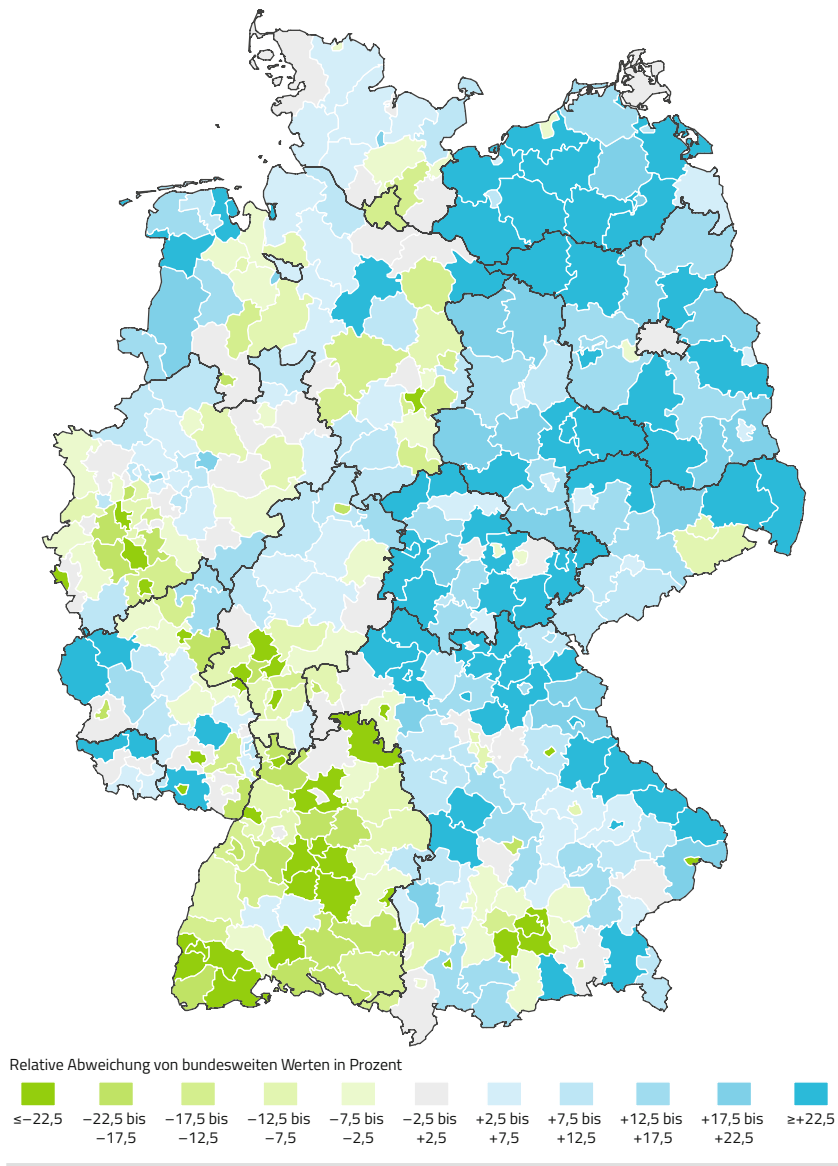 Relative Abweichung von bundesweiten Werten in Prozent
≤−22,5 −22,5 bis −17,5 bis −12,5 bis −7,5 bis −2,5 bis +2,5 bis +7,5 bis +12,5 bis +17,5 bis ≥+22,5
−17,5 −12,5 −7,5 −2,5 +2,5 +7,5 +12,5 +17,5 +22,5